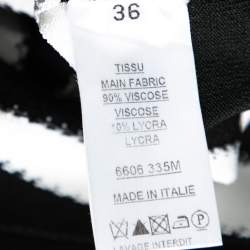 36
TISSU
MAIN FABRIC
90% VISCOSE
VISCOSE
10% LYCRA
LYCRA
6606 335M
MADE IN ITALIE
P
LAVAGE INTERDIT